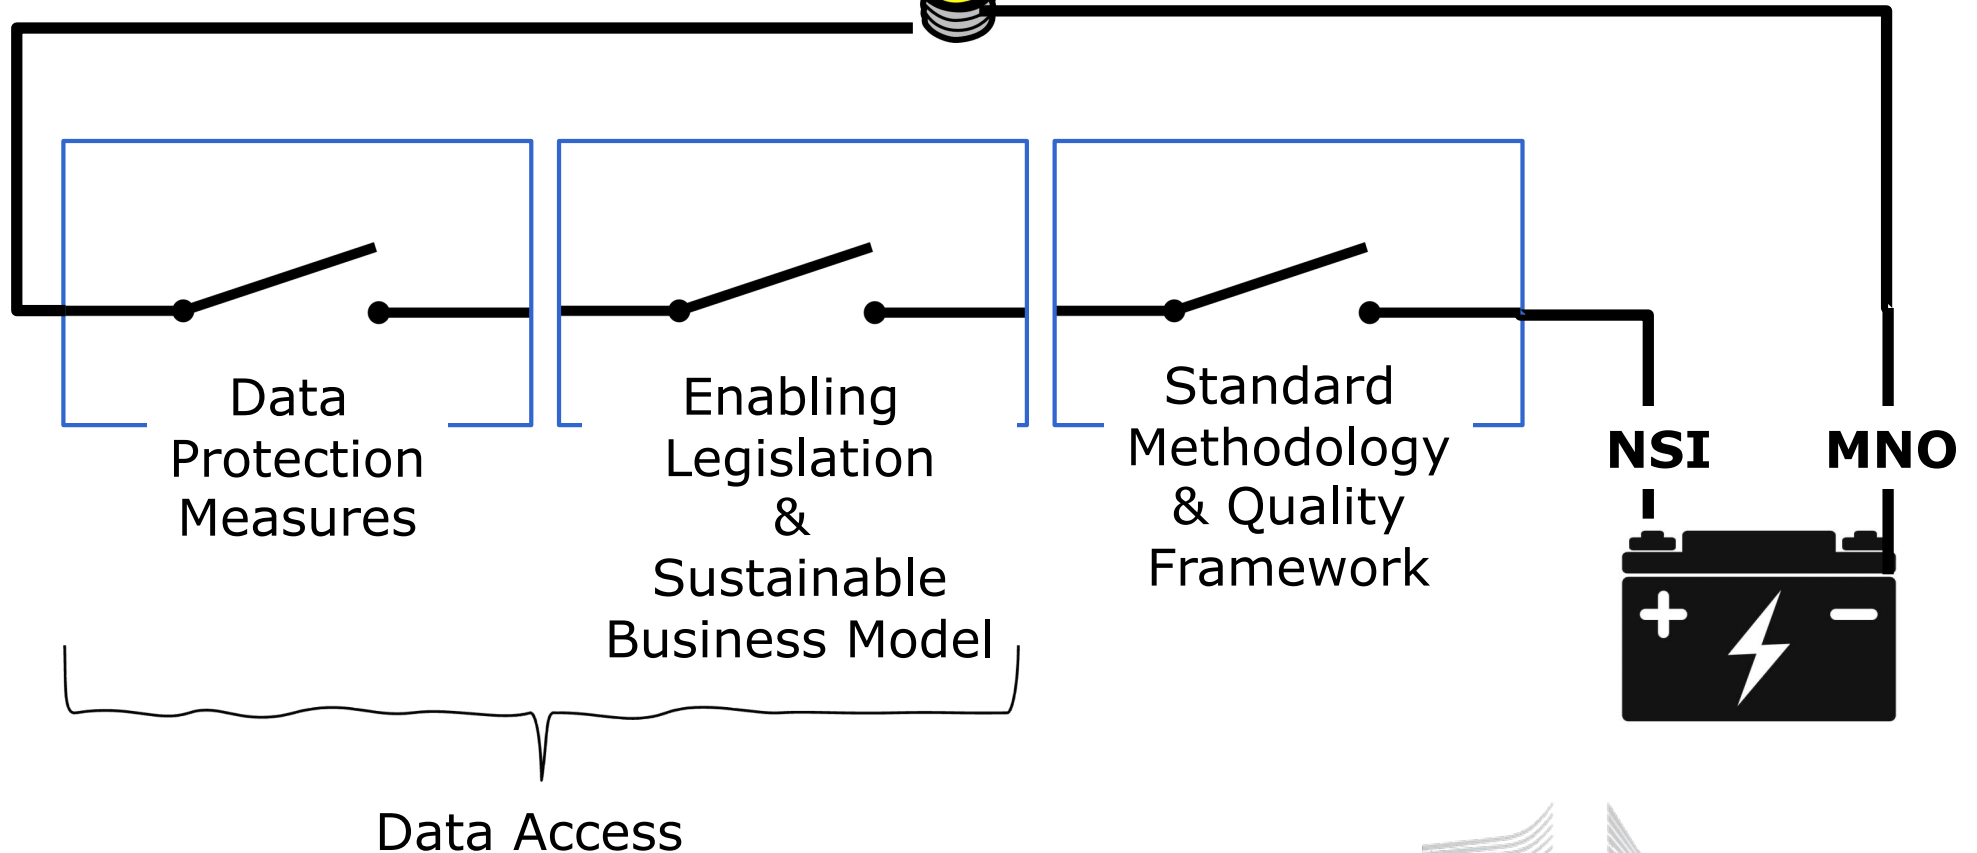 Data
Protection
Measures
Enabling
Legislation
&
Sustainable
Business Model
Standard
Methodology
& Quality
Framework
NSI
MNO
Data Access